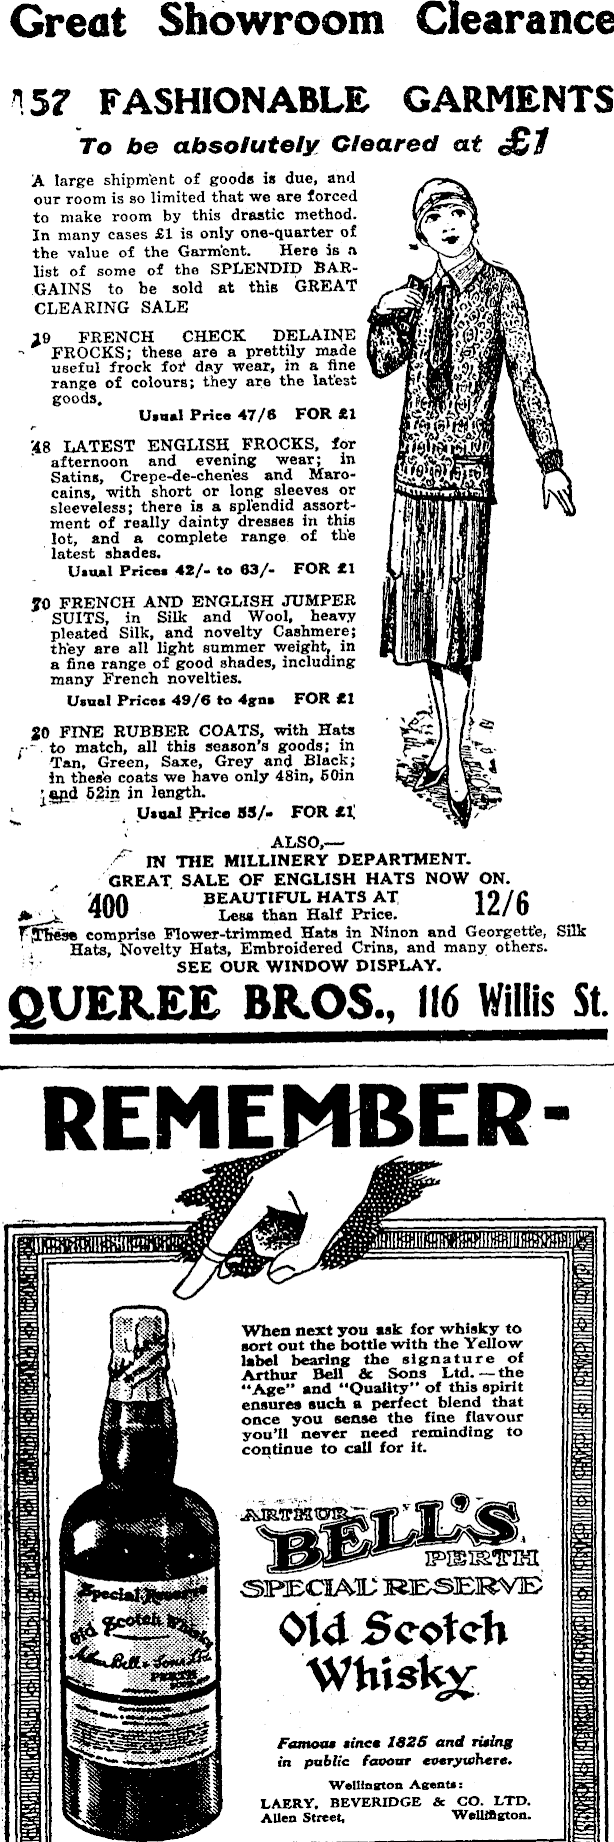 Great Showroom Clearance
157 FASHIONABLE GARMENTS
To be absolutely Cleared at £1
A large shipment of goods is due, and
our room is so limited that we are forced
to make room by this drastic method.
In many cases £1 is only one-quarter of
the value of the Garment. Here is a
list of some of the SPLENDID BAR-
GAINS to be sold at this GREAT
CLEARING SALE
19 FRENCH CHECK DELAINE
FROCKS; these are a prettily made
useful frock for day wear, in a fine
range of colours; they are the latest
goods.
Usual Price 47/6 FOR £1
48 LATEST ENGLISH FROCKS, for
afternoon and evening wear; in
Satins, Crepe-de-chenes and Maro-
cains, with short or long sleeves or
sleeveless; there is a splendid assort-
ment of really dainty dresses in this
lot, and a complete range of the
latest shades.
Usual Prices 42/- to 63/- FOR £1
70 FRENCH AND ENGLISH JUMPER
SUITS, in Silk and Wool, heavy
pleated Silk, and novelty Cashmere;
they are all light summer weight, in
a fine range of good shades, including
many French novelties.
Usual Prices 49/6 to 4gns FOR £1
20 FINE RUBBER COATS, with Hats
to match, all this season's goods; in
Tan, Green, Saxe, Grey and Black;
in these coats we have only 48in, 50in
and 52in in length.
Usual Price 55/- FOR £1
ALSO,—
IN THE MILLINERY DEPARTMENT.
GREAT SALE OF ENGLISH HATS NOW ON.
400 BEAUTIFUL HATS AT 12/6
Less than Half Price.
These comprise Flower-trimmed Hats in Ninon and Georgette, Silk
Hats, Novelty Hats, Embroidered Crins, and many others.
SEE OUR WINDOW DISPLAY.
QUEREE BROS., 116 Willis St.
REMEMBER-
When next you ask for whisky to
sort out the bottle with the Yellow
label bearing the signature of
Arthur Bell & Sons Ltd.—the
"Age" and "Quality" of this spirit
ensures such a perfect blend that
once you sense the fine flavour
you'll never need reminding to
continue to call for it.
ARTHUR
BELL'S
PERTH
SPECIAL RESERVE
Old Scotch
Whisky
Special Reserve
Old Scotch Whisky
Arthur Bell & Sons Ltd.
PERTH
Famous since 1825 and rising
in public favour everywhere.
Wellington Agents:
LAERY, BEVERIDGE & CO. LTD.
Allen Street, Wellington.